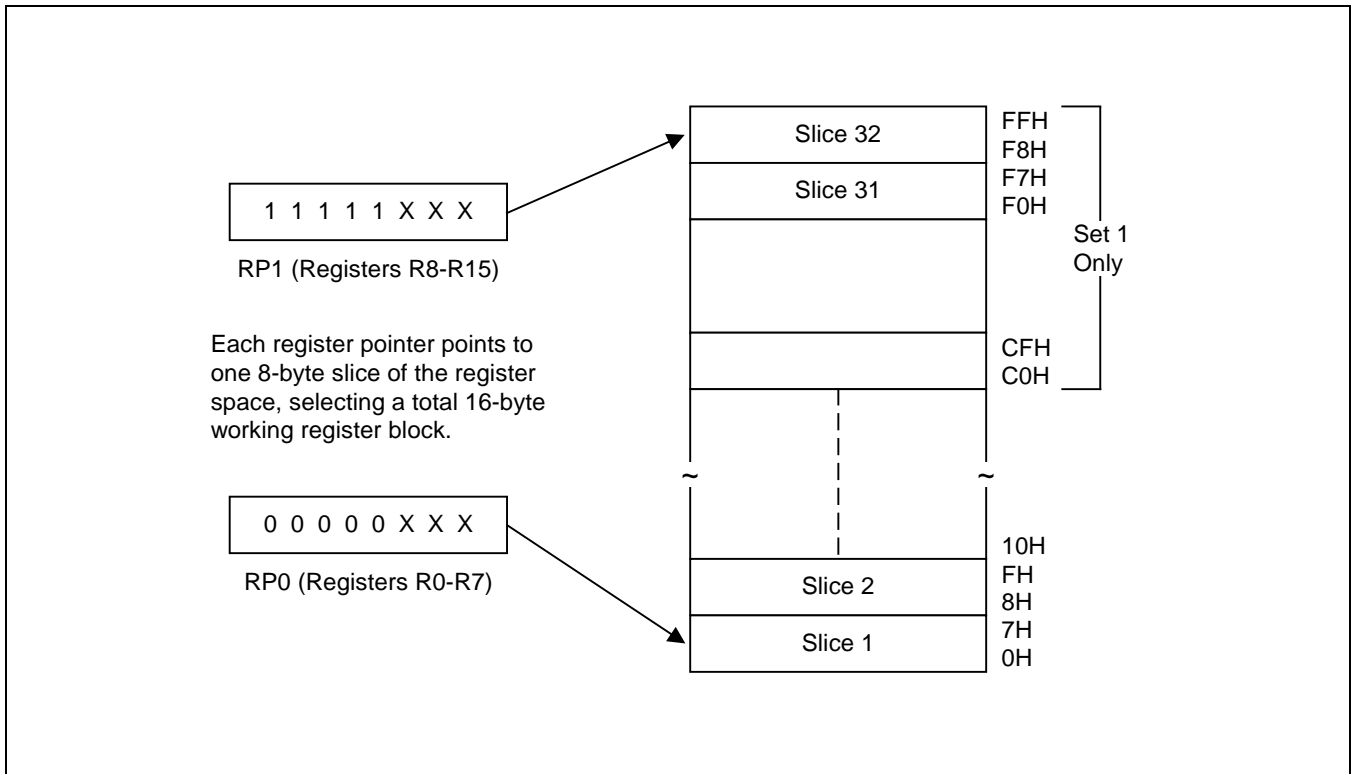 Slice 32
FFH
F8H
Slice 31
F7H
F0H
Set 1
Only
1 1 1 1 1 X X X
RP1 (Registers R8-R15)
Each register pointer points to
one 8-byte slice of the register
space, selecting a total 16-byte
working register block.
CFH
C0H
~ ~
0 0 0 0 0 X X X
RP0 (Registers R0-R7)
10H
Slice 2
FH
8H
Slice 1
7H
0H